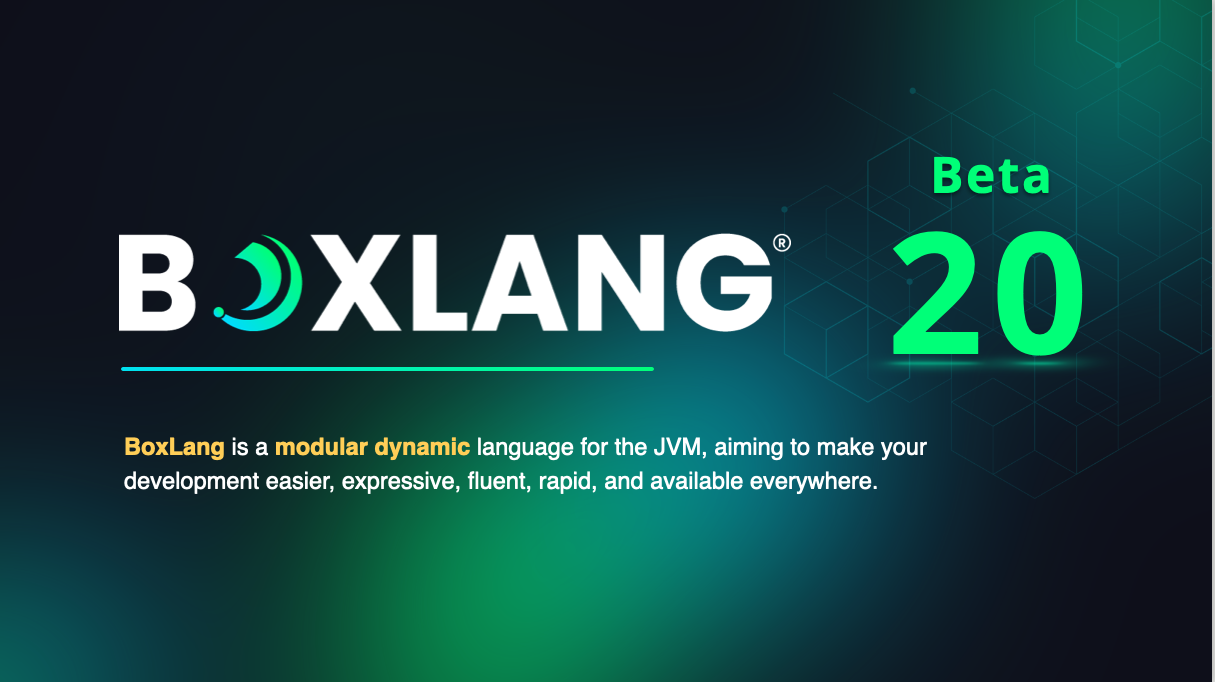 Beta
20
BOXLANG®
BoxLang is a modular dynamic language for the JVM, aiming to make your
development easier, expressive, fluent, rapid, and available everywhere.